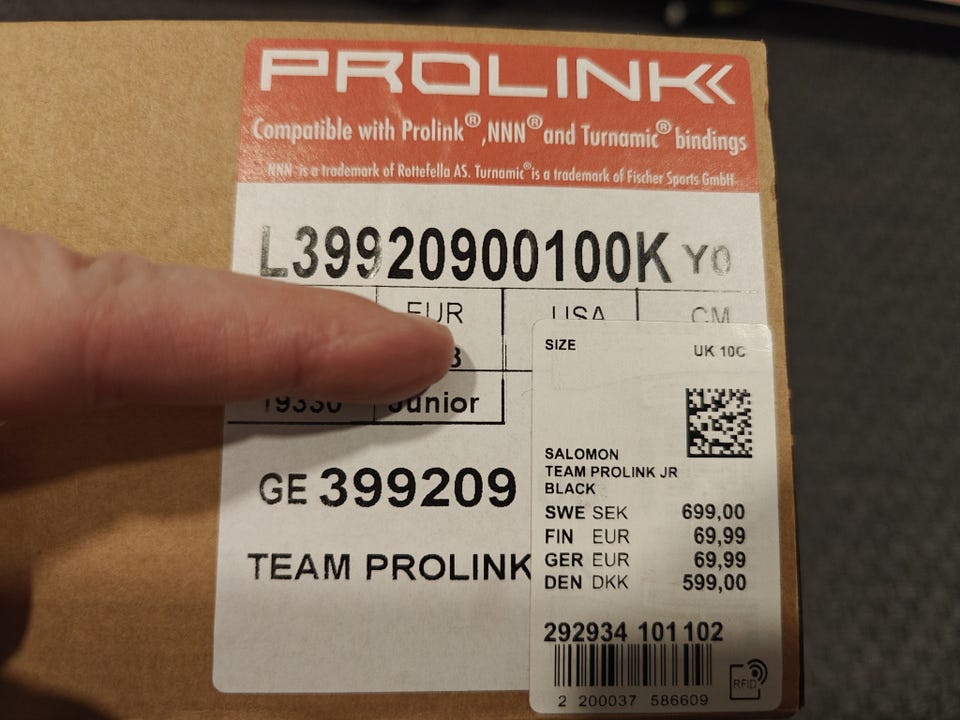 PROLINK
Compatible with Prolink®, NNN® and Turnamic® bindings
NNN is a trademark of Rottefella AS. Turnamic® is a trademark of Fischer Sports GmbH
L39920900100K Y0
EUR USA CM
19330 Junior
GE 399209
TEAM PROLINK
SIZE UK 10C
SALOMON
TEAM PROLINK JR
BLACK
SWE SEK 699,00
FIN EUR 69,99
GER EUR 69,99
DEN DKK 599,00
292934 101 102
2 200037 586609
RFID